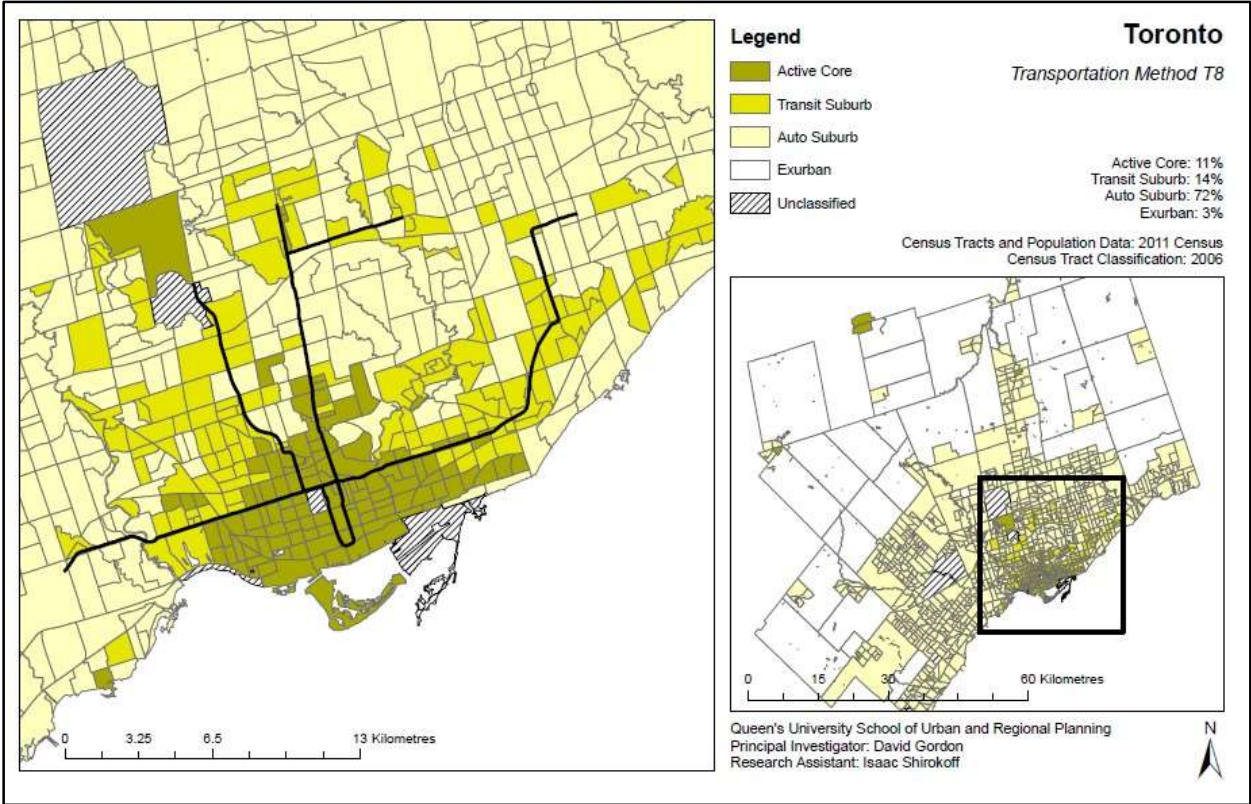 Legend
Toronto
Active Core
Transportation Method T8
Transit Suburb
Auto Suburb
Exurban
Unclassified
Active Core: 11%
Transit Suburb: 14%
Auto Suburb: 72%
Exurban: 3%
Census Tracts and Population Data: 2011 Census
Census Tract Classification: 2006
0 3.25 6.5 13 Kilometres
0 15 30 60 Kilometres
Queen's University School of Urban and Regional Planning
Principal Investigator: David Gordon
Research Assistant: Isaac Shirokoff
N